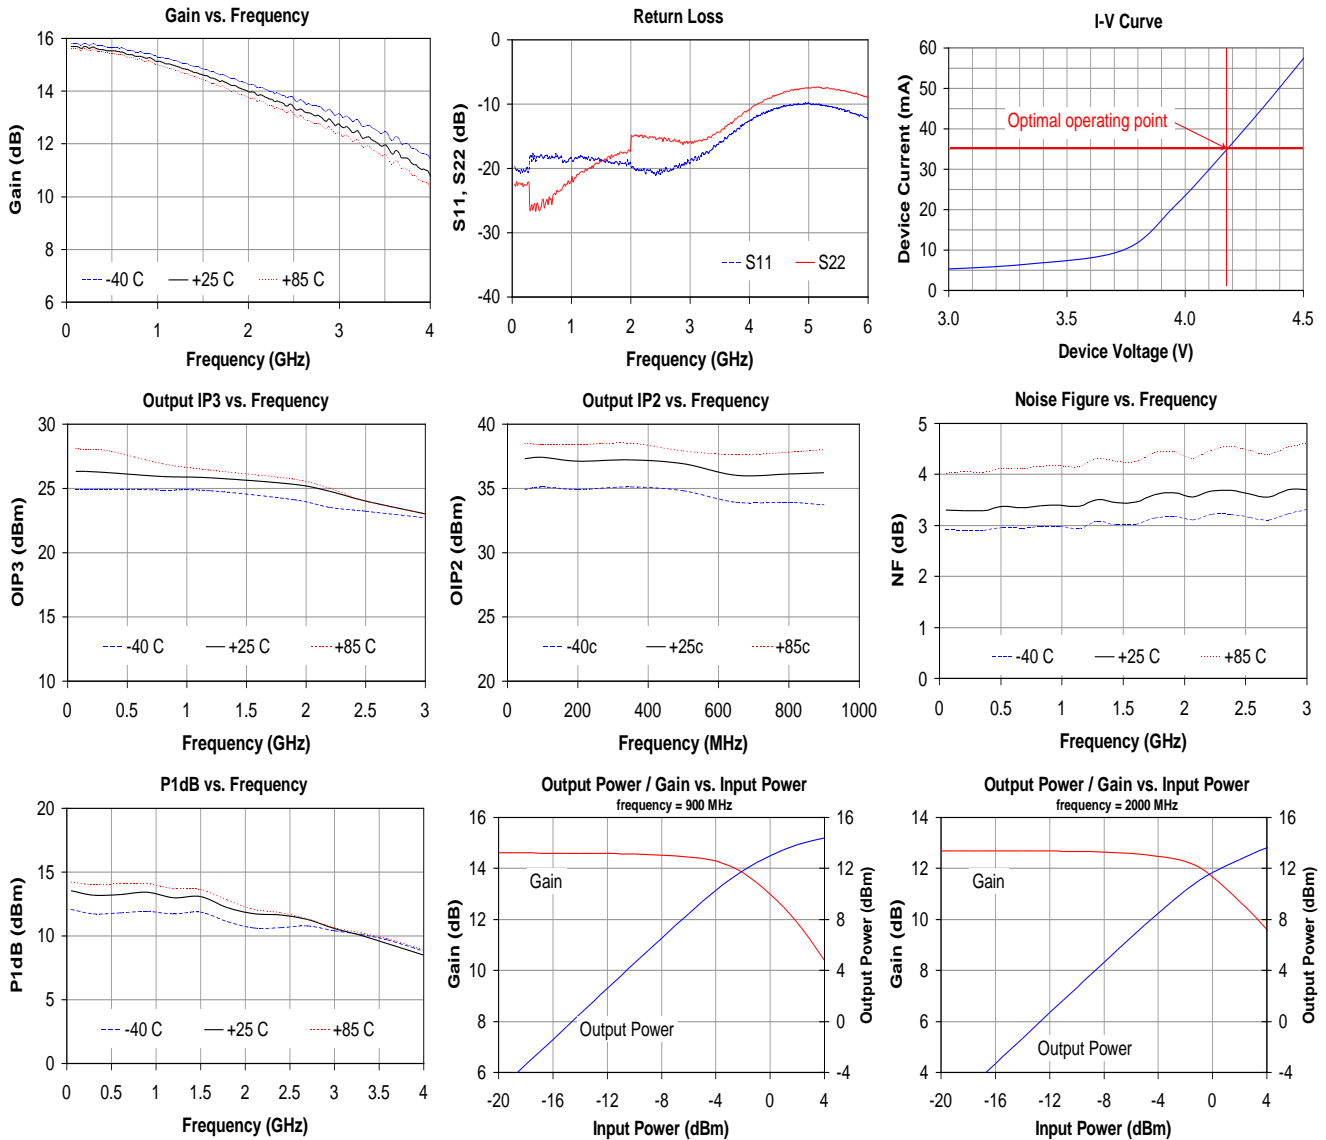 Gain vs. Frequency
16
14
12
10
8
6
Gain (dB)
-40 C +25 C +85 C
0 1 2 3 4
Frequency (GHz)
Return Loss
0
-10
-20
-30
-40
S11, S22 (dB)
S11 S22
0 1 2 3 4 5 6
Frequency (GHz)
I-V Curve
60
50
40
30
20
10
0
Device Current (mA)
Optimal operating point
3.0 3.5 4.0 4.5
Device Voltage (V)
Output IP3 vs. Frequency
30
25
20
15
10
OIP3 (dBm)
-40 C +25 C +85 C
0 0.5 1 1.5 2 2.5 3
Frequency (GHz)
Output IP2 vs. Frequency
40
35
30
25
20
OIP2 (dBm)
-40c +25c +85c
0 200 400 600 800 1000
Frequency (MHz)
Noise Figure vs. Frequency
5
4
3
2
1
0
NF (dB)
-40 C +25 C +85 C
0 0.5 1 1.5 2 2.5 3
Frequency (GHz)
P1dB vs. Frequency
20
15
10
5
0
P1dB (dBm)
-40 C +25 C +85 C
0 0.5 1 1.5 2 2.5 3 3.5 4
Frequency (GHz)
Output Power / Gain vs. Input Power
frequency = 900 MHz
16
14
12
10
8
6
Gain (dB)
Gain
Output Power
16
12
8
4
0
-4
Output Power (dBm)
-20 -16 -12 -8 -4 0 4
Input Power (dBm)
Output Power / Gain vs. Input Power
frequency = 2000 MHz
14
12
10
8
6
4
Gain (dB)
Gain
Output Power
16
12
8
4
0
-4
Output Power (dBm)
-20 -16 -12 -8 -4 0 4
Input Power (dBm)